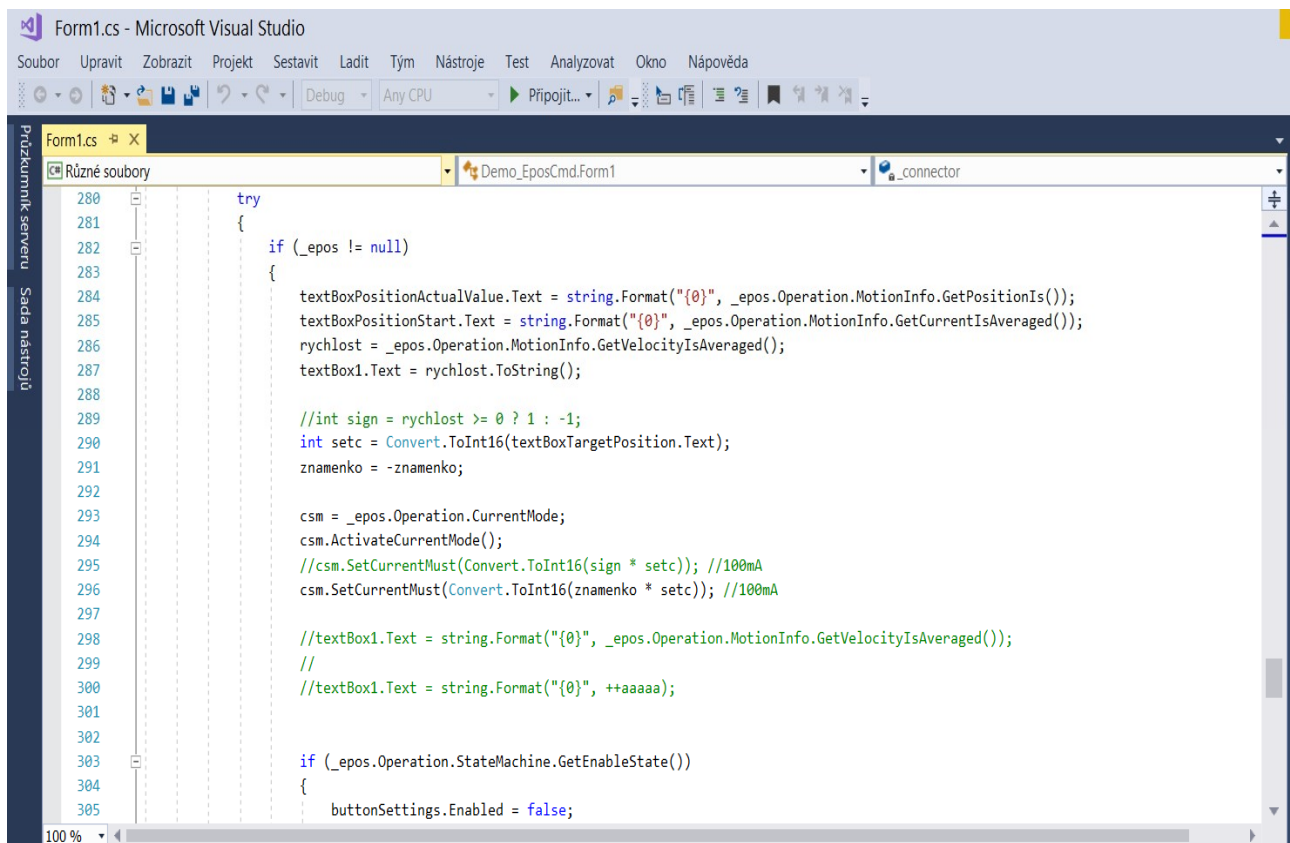 Form1.cs - Microsoft Visual Studio
Soubor Upravit Zobrazit Projekt Sestavit Ladit Tým Nástroje Test Analyzovat Okno Nápověda
Debug Any CPU Připojit...
Průzkumník serveru
Sada nástrojů
Form1.cs
C# Různé soubory Demo_EposCmd.Form1 _connector
280 try
281 {
282 if (_epos != null)
283 {
284 textBoxPositionActualValue.Text = string.Format("{0}", _epos.Operation.MotionInfo.GetPositionIs());
285 textBoxPositionStart.Text = string.Format("{0}", _epos.Operation.MotionInfo.GetCurrentIsAveraged());
286 rychlost = _epos.Operation.MotionInfo.GetVelocityIsAveraged();
287 textBox1.Text = rychlost.ToString();
288
289 //int sign = rychlost >= 0 ? 1 : -1;
290 int setc = Convert.ToInt16(textBoxTargetPosition.Text);
291 znamenko = -znamenko;
292
293 csm = _epos.Operation.CurrentMode;
294 csm.ActivateCurrentMode();
295 //csm.SetCurrentMust(Convert.ToInt16(sign * setc)); //100mA
296 csm.SetCurrentMust(Convert.ToInt16(znamenko * setc)); //100mA
297
298 //textBox1.Text = string.Format("{0}", _epos.Operation.MotionInfo.GetVelocityIsAveraged());
299 //
300 //textBox1.Text = string.Format("{0}", ++aaaaa);
301
302
303 if (_epos.Operation.StateMachine.GetEnableState())
304 {
305 buttonSettings.Enabled = false;
100 %